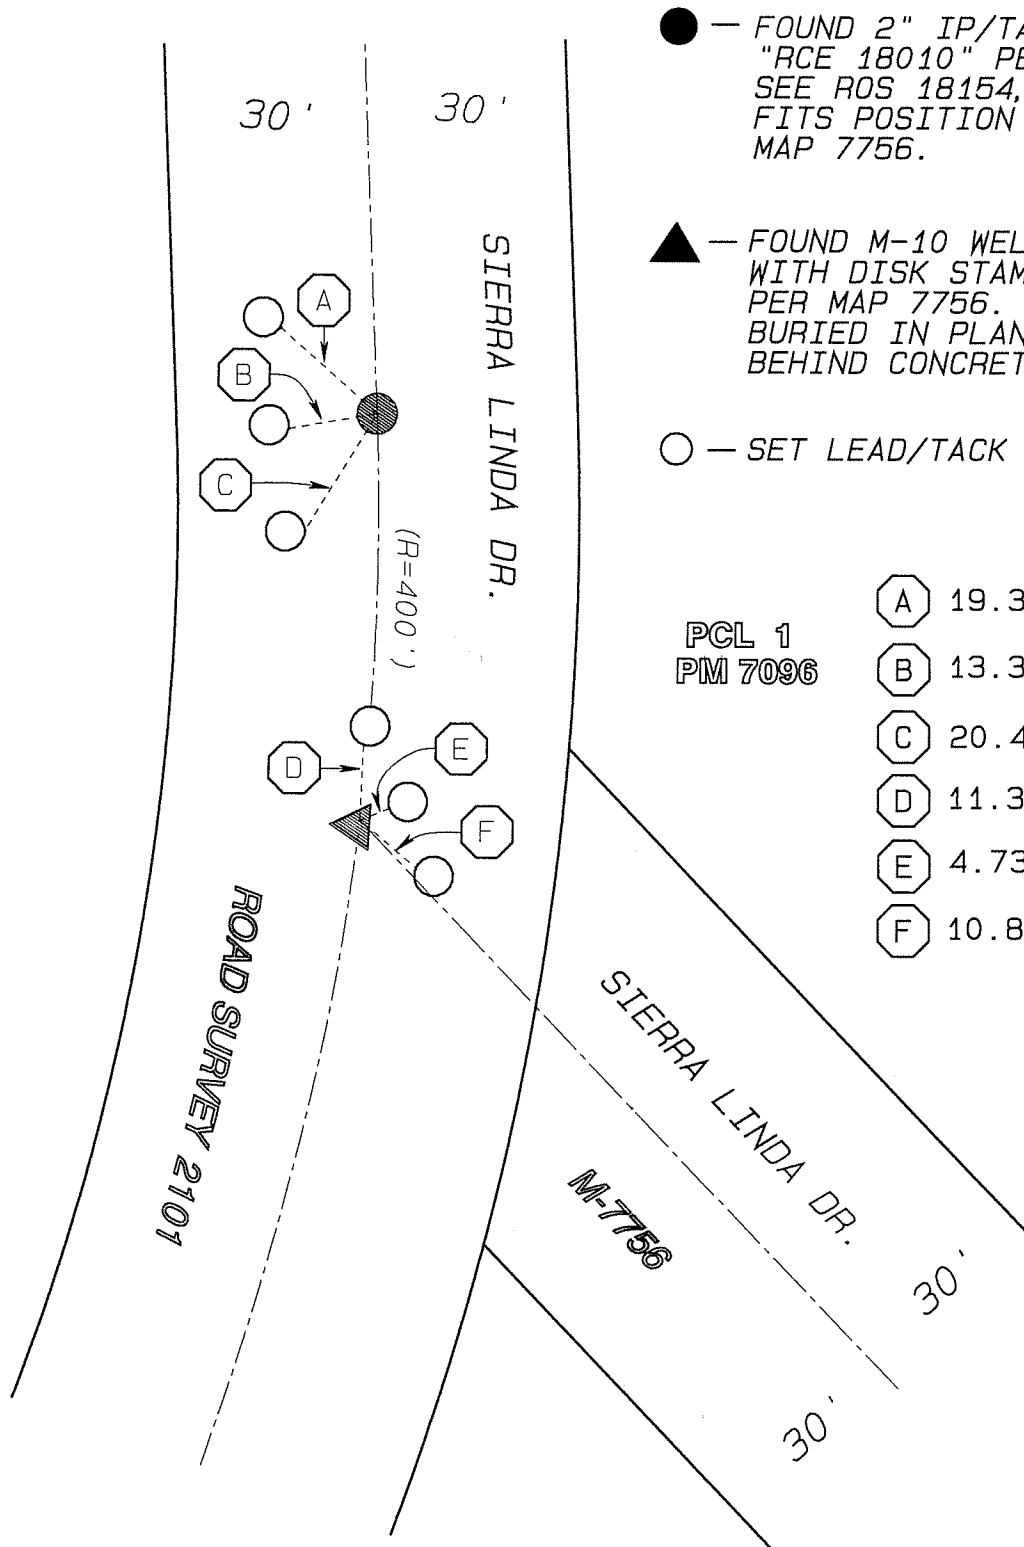 30' 30'
● — FOUND 2" IP/TA
"RCE 18010" PE
SEE ROS 18154,
FITS POSITION
MAP 7756.
▲ — FOUND M-10 WEL
WITH DISK STAM
PER MAP 7756.
BURIED IN PLAN
BEHIND CONCRET
○ — SET LEAD/TACK
SIERRA LINDA DR.
A
B
C
(R=400')
PCL 1
PM 7096
A 19.3
B 13.3
C 20.4
D 11.3
E 4.73
F 10.8
D
E
F
ROAD SURVEY 2101
SIERRA LINDA DR.
M-7756
30'
30'